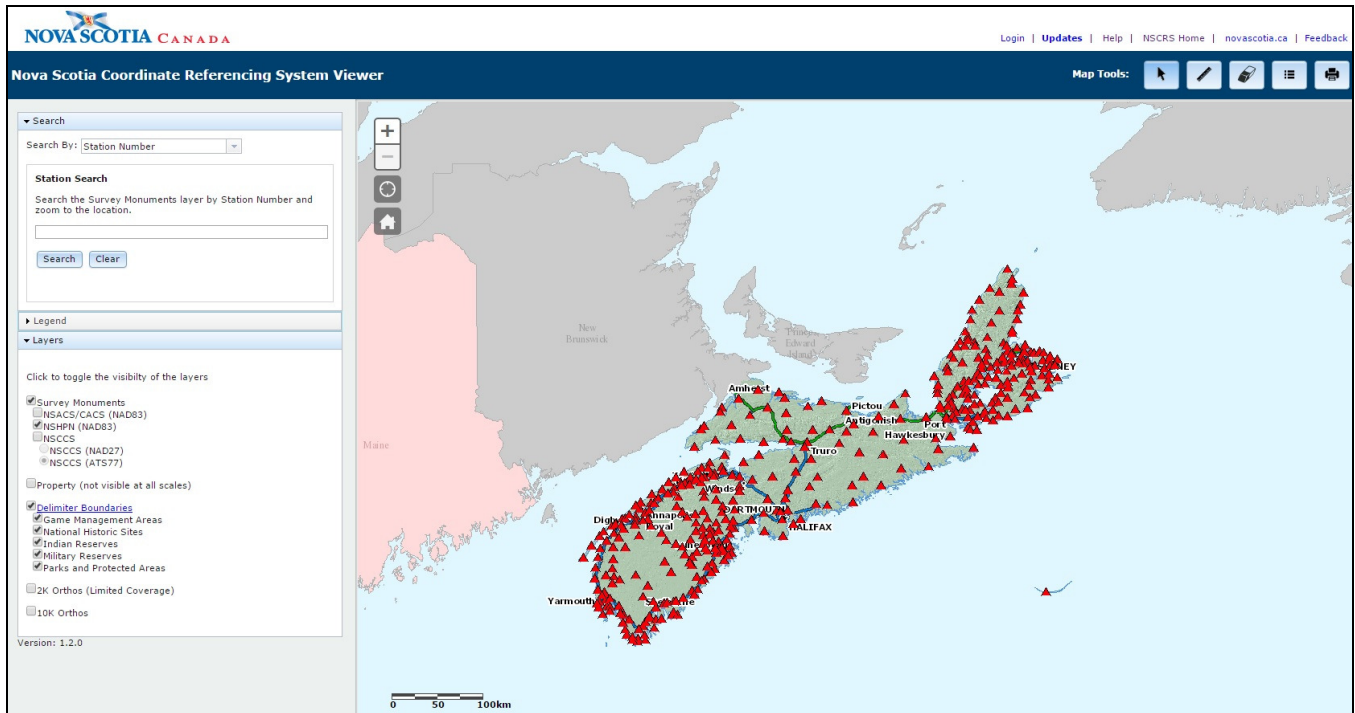 NOVA SCOTIA CANADA
Login | Updates | Help | NSCRS Home | novascotia.ca | Feedback
Nova Scotia Coordinate Referencing System Viewer
Map Tools:
Search
Search By: Station Number
Station Search
Search the Survey Monuments layer by Station Number and
zoom to the location.
Search Clear
Legend
Layers
Click to toggle the visibilty of the layers
Survey Monuments
NSACS/CACS (NAD83)
NSHPN (NAD83)
NSCCS
NSCCS (NAD27)
NSCCS (ATS77)
Property (not visible at all scales)
Delimiter Boundaries
Game Management Areas
National Historic Sites
Indian Reserves
Military Reserves
Parks and Protected Areas
2K Orthos (Limited Coverage)
10K Orthos
Version: 1.2.0
+
−
New
Brunswick
Prince
Edward
Island
Maine
Amherst
Pictou
Antigonish
Port
Hawkesbury
Truro
DARTMOUTH
HALIFAX
Yarmouth
0 50 100km